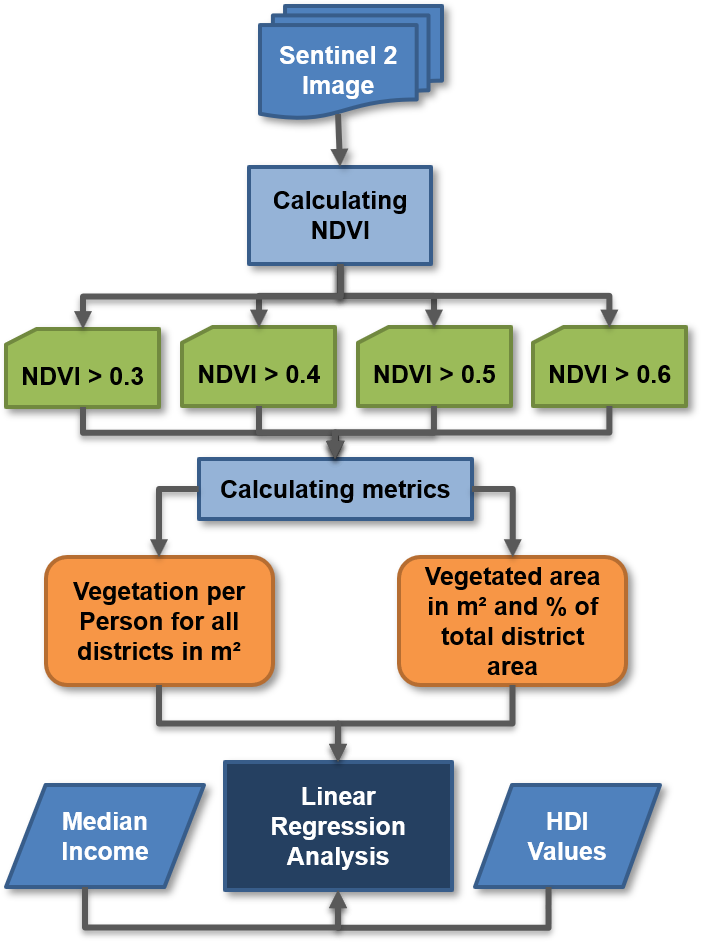 Sentinel 2
Image
Calculating
NDVI
NDVI > 0.3
NDVI > 0.4
NDVI > 0.5
NDVI > 0.6
Calculating metrics
Vegetation per
Person for all
districts in m²
Vegetated area
in m² and % of
total district
area
Median
Income
Linear
Regression
Analysis
HDI
Values